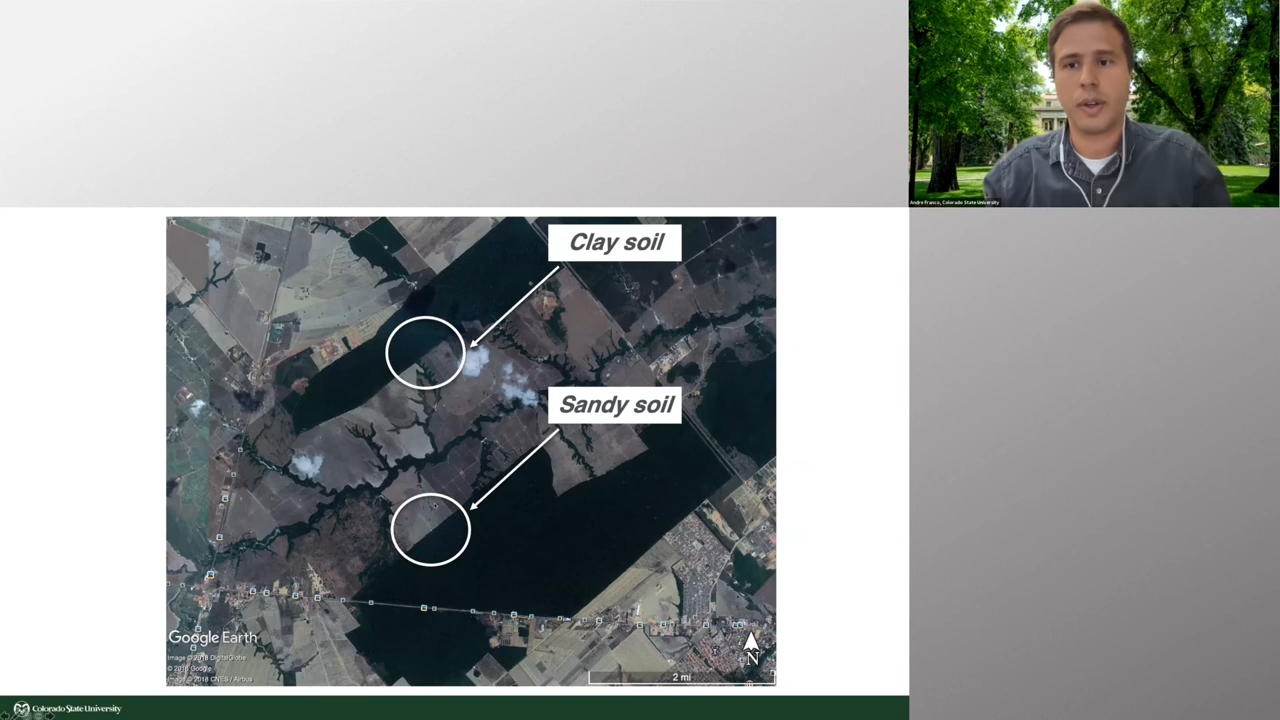 Andre Franco, Colorado State University
Clay soil
Sandy soil
Google Earth
Image © 2018 DigitalGlobe
© 2018 Google
Image © 2018 CNES / Airbus
N
2 mi
Colorado State University